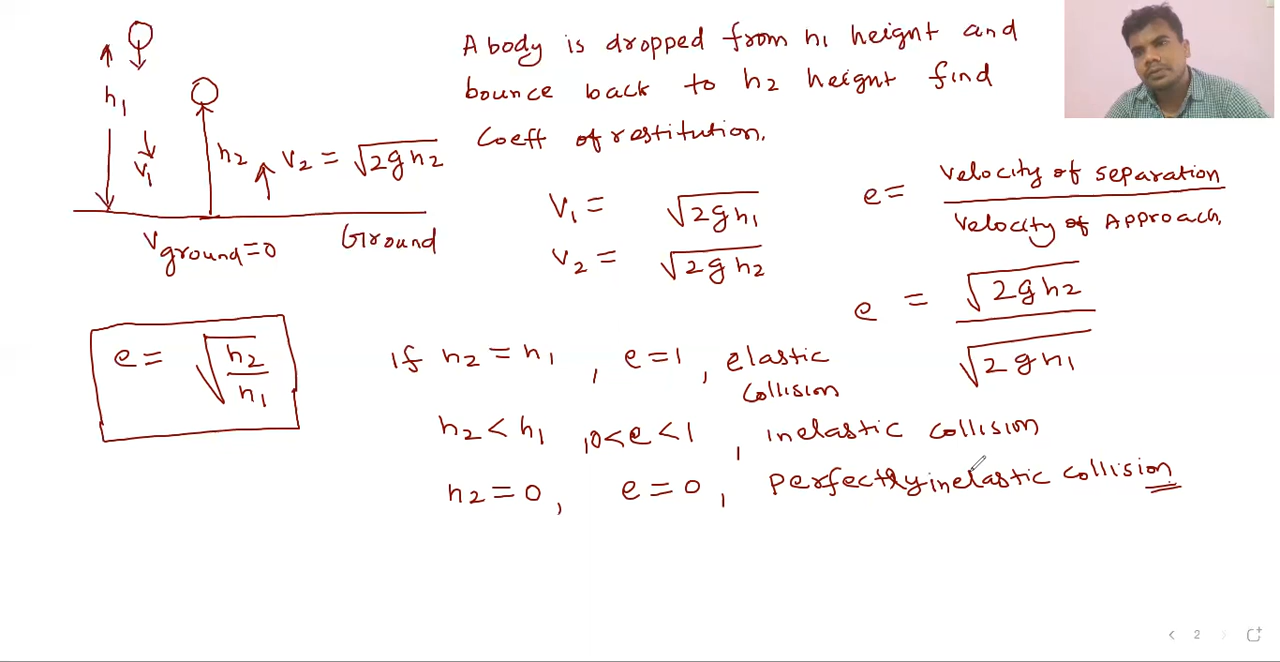 A body is dropped from h₁ heignt and
bounce back to h₂ height find
Coeff of restitution.
h₁
V₁
h₂
V₂ = √2gh₂
Vground=0
Ground
V₁ = √2gh₁
V₂ = √2gh₂
e = Velocity of separation
Velocity of Approach.
e = √2gh₂
√2gh₁
e = √h₂/h₁
if h₂ = h₁ , e = 1 , elastic
Collision
h₂ < h₁ , 0<e<1 , inelastic collision
h₂ = 0 , e = 0 , Perfectly inelastic collision
2